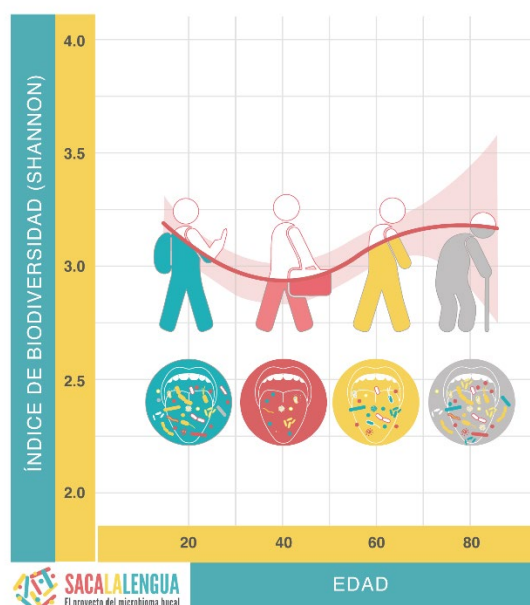 ÍNDICE DE BIODIVERSIDAD (SHANNON)
4.0
3.5
3.0
2.5
2.0
20 40 60 80
EDAD
SACALALENGUA
El proyecto del microbioma bucal